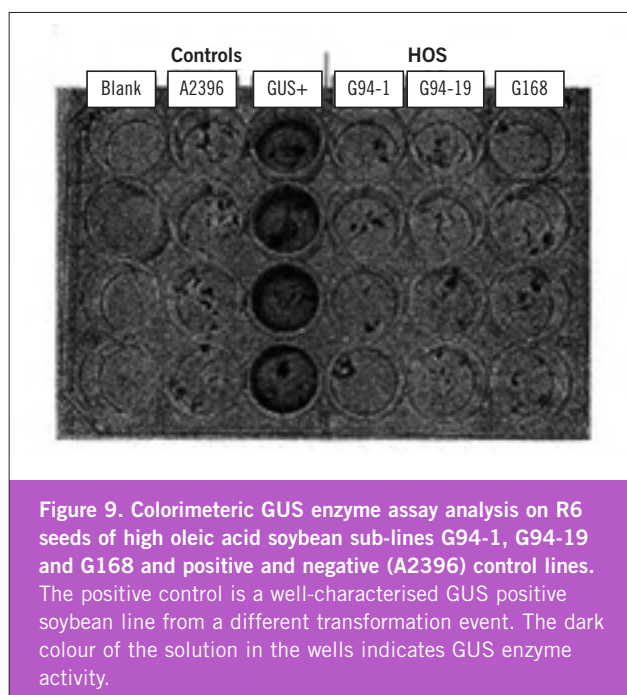 Controls HOS
Blank A2396 GUS+ G94-1 G94-19 G168
Figure 9. Colorimeteric GUS enzyme assay analysis on R6
seeds of high oleic acid soybean sub-lines G94-1, G94-19
and G168 and positive and negative (A2396) control lines.
The positive control is a well-characterised GUS positive
soybean line from a different transformation event. The dark
colour of the solution in the wells indicates GUS enzyme
activity.